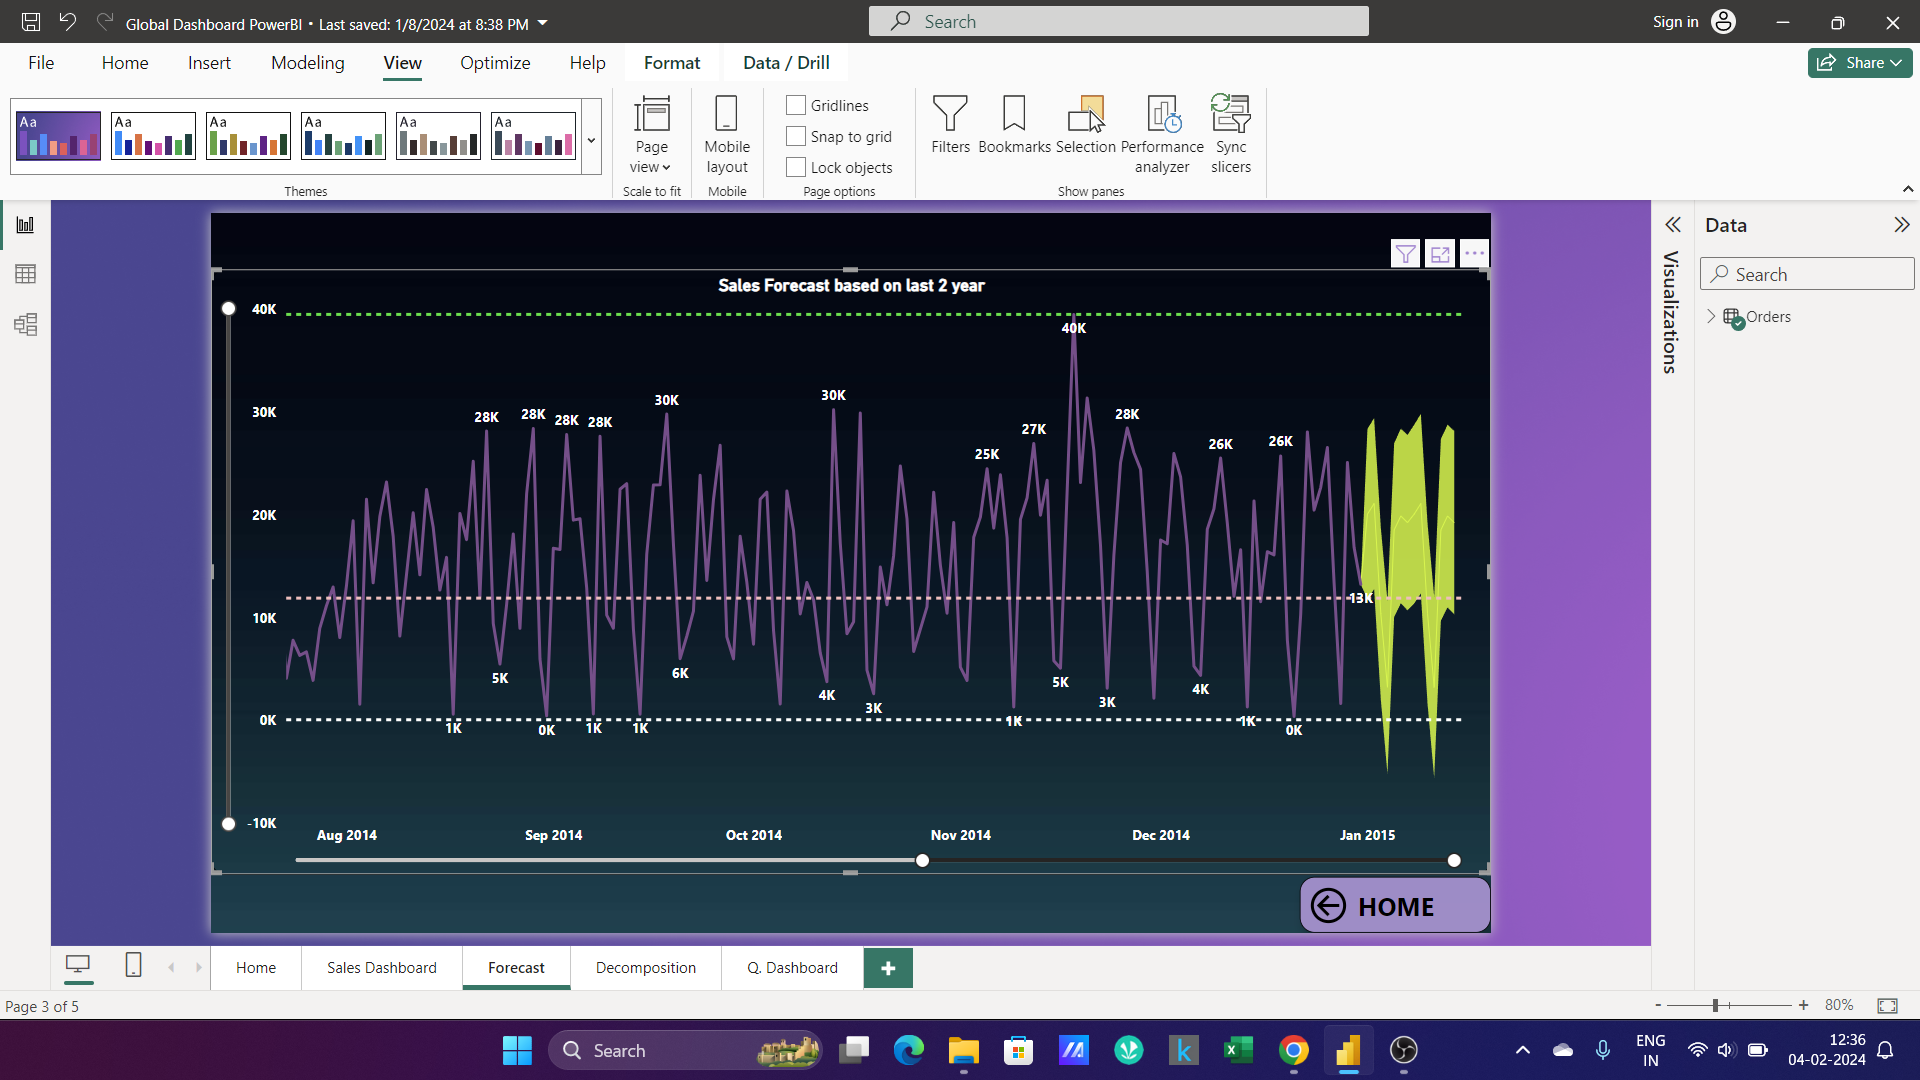 Global Dashboard PowerBI • Last saved: 1/8/2024 at 8:38 PM
Search
Sign in
File
Home
Insert
Modeling
View
Optimize
Help
Format
Data / Drill
Share
Aa
Aa
Aa
Aa
Aa
Aa
Themes
Page view
Scale to fit
Mobile layout
Mobile
Gridlines
Snap to grid
Lock objects
Page options
Filters
Bookmarks
Selection
Performance analyzer
Sync slicers
Show panes
Sales Forecast based on last 2 year
40K
30K
20K
10K
0K
-10K
40K
30K
30K
28K
28K
28K
28K
28K
27K
25K
26K
26K
13K
5K
6K
4K
3K
5K
3K
4K
1K
0K
1K
1K
1K
1K
0K
Aug 2014
Sep 2014
Oct 2014
Nov 2014
Dec 2014
Jan 2015
HOME
Visualizations
Data
Search
Orders
Home
Sales Dashboard
Forecast
Decomposition
Q. Dashboard
Page 3 of 5
- + 80%
Search
k
ENG
IN
12:36
04-02-2024